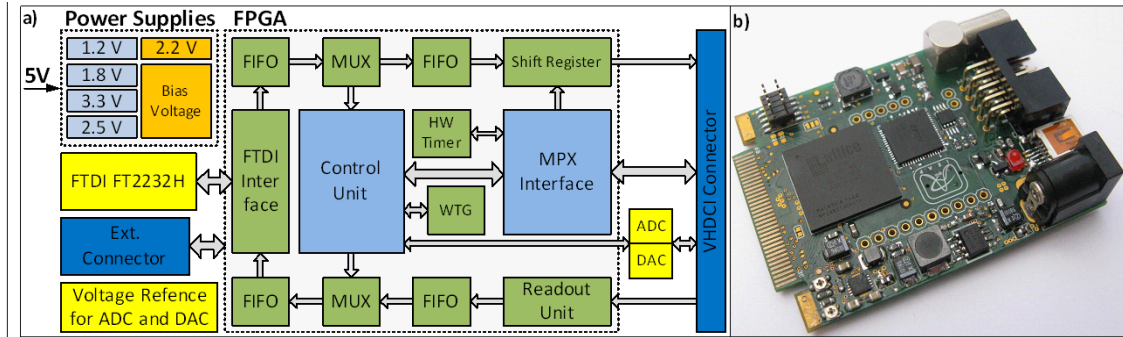 a)
Power Supplies
FPGA
b)
5V
1.2 V
2.2 V
1.8 V
3.3 V
2.5 V
Bias
Voltage
FTDI FT2232H
Ext.
Connector
Voltage Refence
for ADC and DAC
FIFO
MUX
FIFO
Shift Register
FTDI
Inter
face
Control
Unit
HW
Timer
WTG
MPX
Interface
ADC
DAC
FIFO
MUX
FIFO
Readout
Unit
VHDCI Connector
Lattice